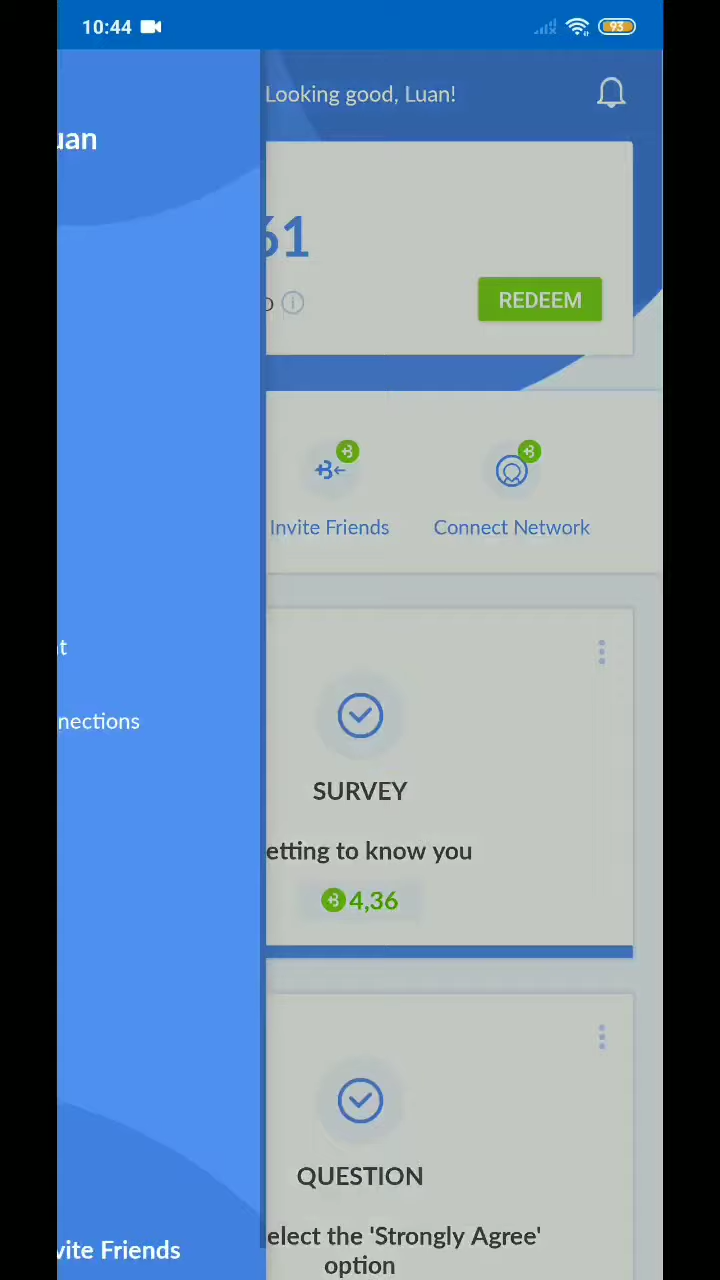 10:44
93
Looking good, Luan!
61
REDEEM
Invite Friends
Connect Network
nections
SURVEY
etting to know you
4,36
QUESTION
elect the 'Strongly Agree'
option
vite Friends
uan